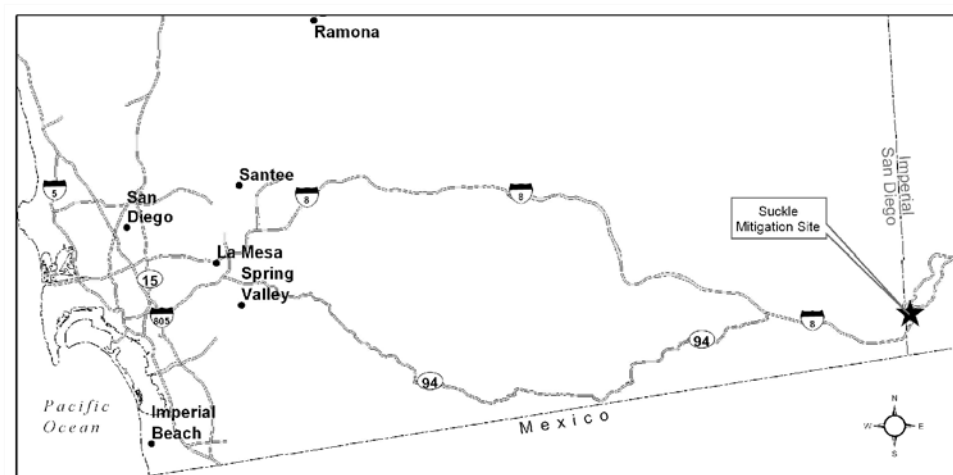 Ramona
Santee
5
8
8
San
Diego
Imperial
San Diego
Suckle
Mitigation Site
La Mesa
15
Spring
Valley
805
8
94
94
Pacific
Ocean
Imperial
Beach
Mexico
N
W
E
S